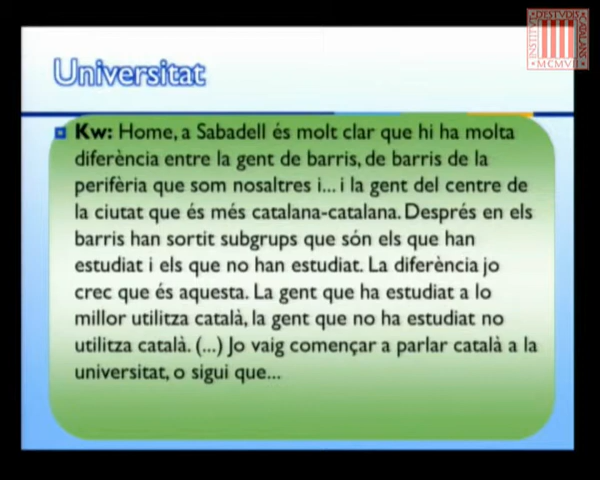 INSTITVT
D'ESTVDIS
CATALANS
MCMVII
Universitat
Kw: Home, a Sabadell és molt clar que hi ha molta
diferència entre la gent de barris, de barris de la
perifèria que som nosaltres i... i la gent del centre de
la ciutat que és més catalana-catalana. Després en els
barris han sortit subgrups que són els que han
estudiat i els que no han estudiat. La diferència jo
crec que és aquesta. La gent que ha estudiat a lo
millor utilitza català, la gent que no ha estudiat no
utilitza català. (...) Jo vaig començar a parlar català a la
universitat, o sigui que...